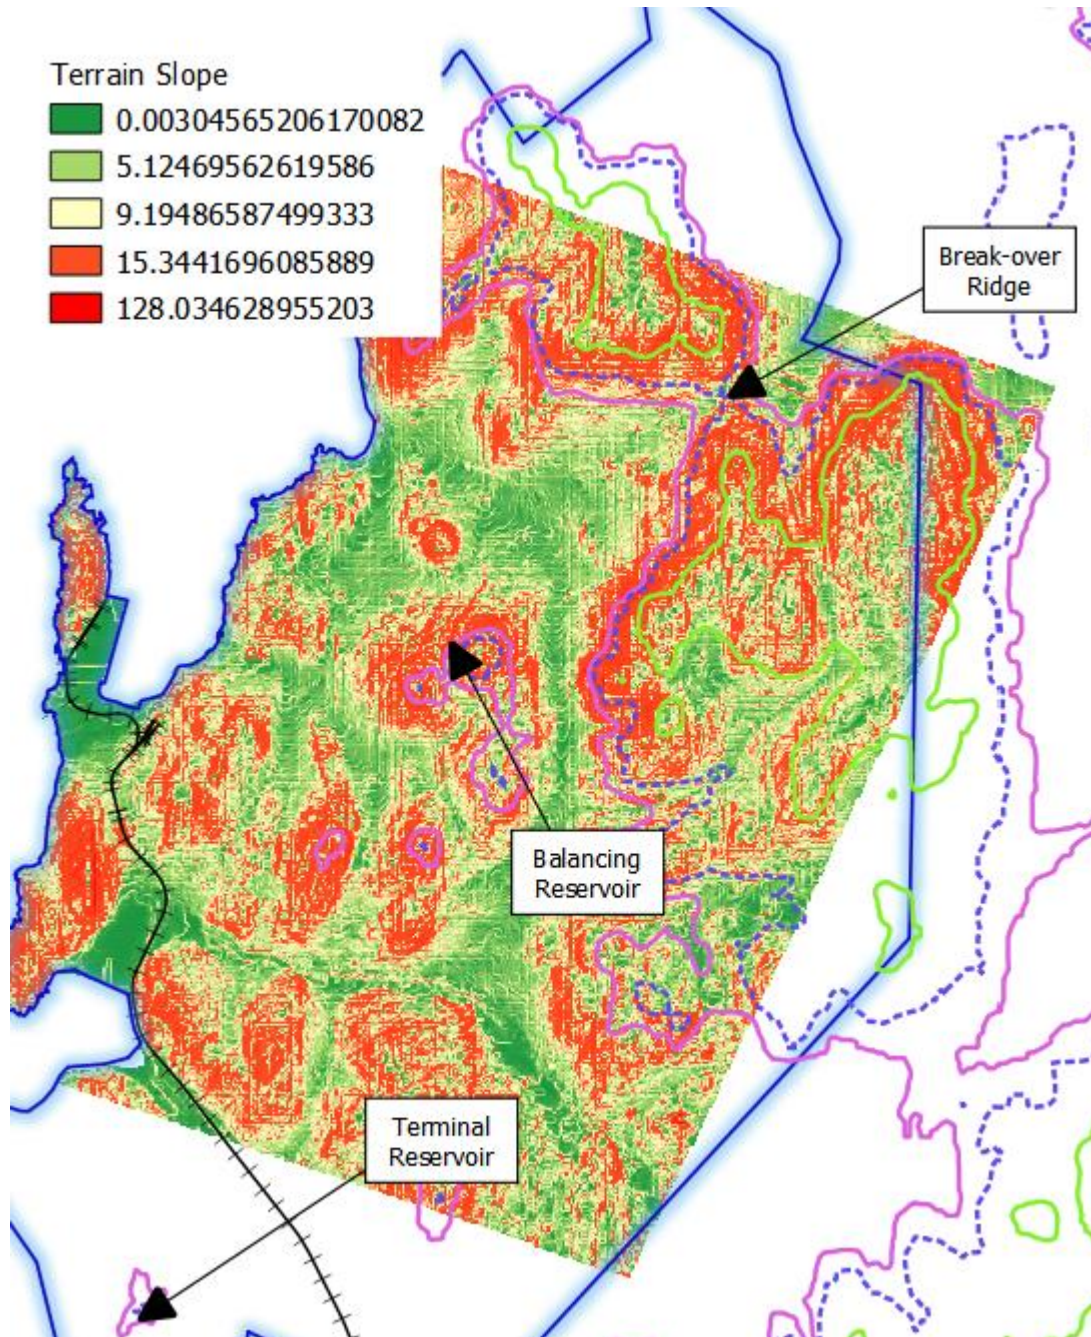 Terrain Slope
0.00304565206170082
5.12469562619586
9.19486587499333
15.3441696085889
128.034628955203
Break-over
Ridge
Balancing
Reservoir
Terminal
Reservoir